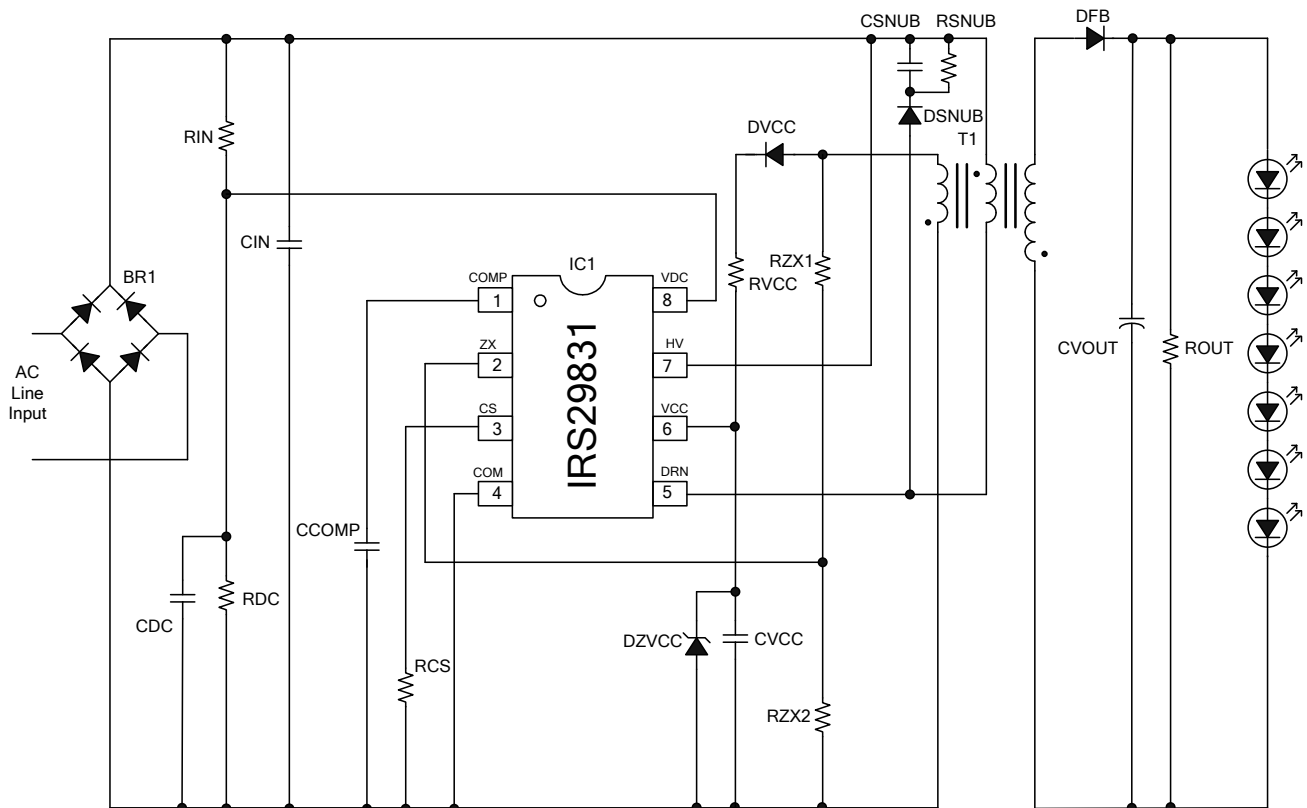 CSNUB
RSNUB
DFB
RIN
DVCC
DSNUB
T1
CIN
BR1
IC1
RVCC
RZX1
COMP
VDC
1
8
ZX
HV
2
7
CS
VCC
3
6
COM
DRN
4
5
IRS29831
AC
Line
Input
CVOUT
ROUT
CCOMP
CDC
RDC
RCS
DZVCC
CVCC
RZX2